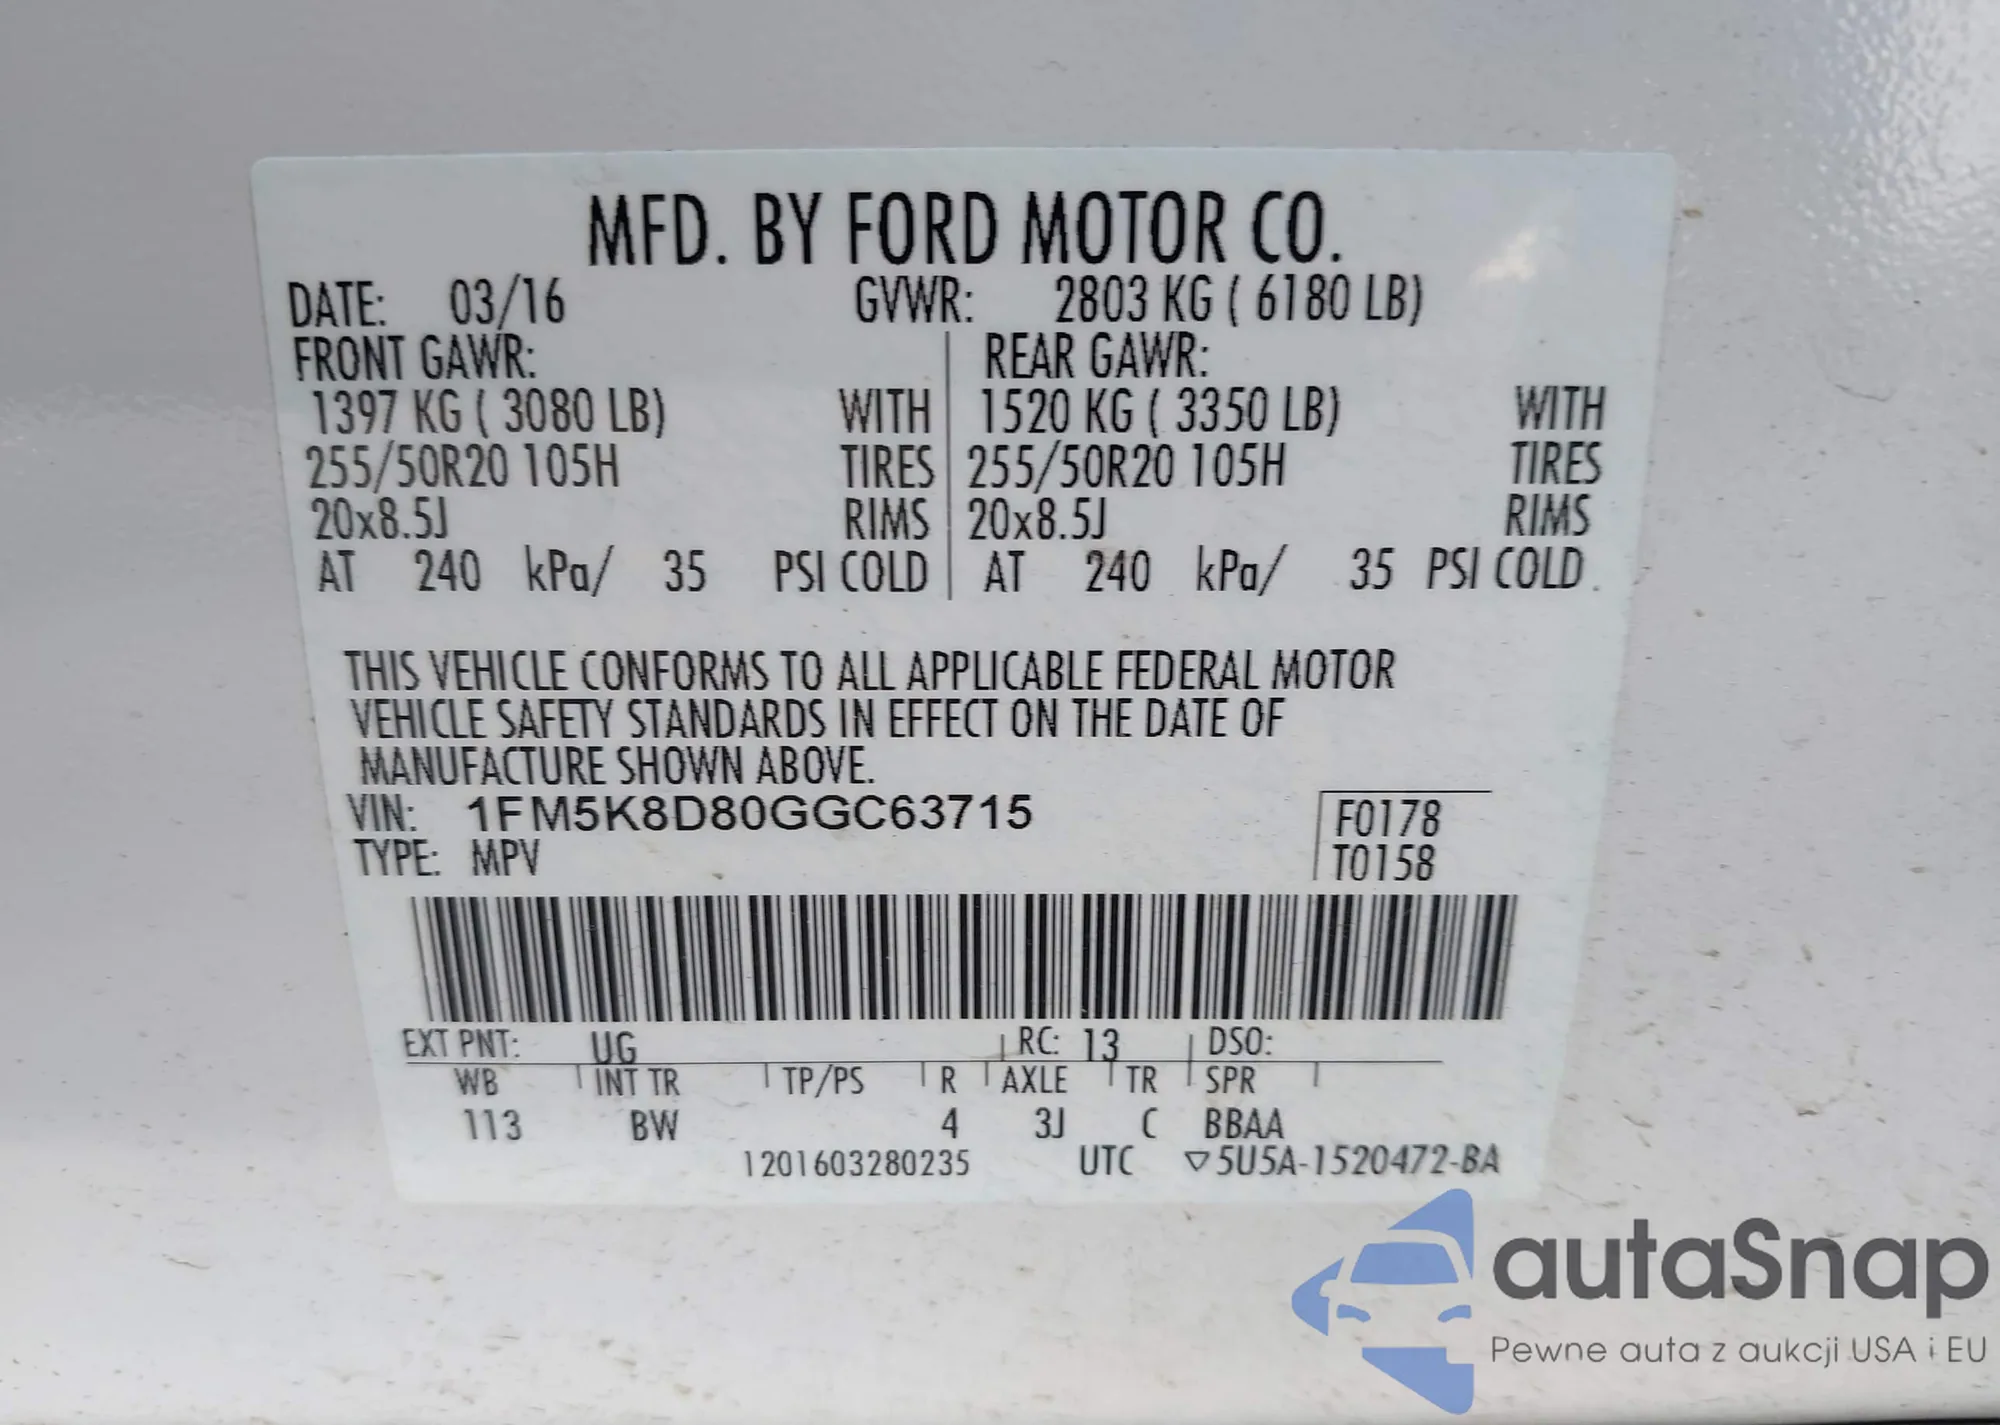 MFD. BY FORD MOTOR CO.
DATE: 03/16 GVWR: 2803 KG ( 6180 LB)
FRONT GAWR: REAR GAWR:
1397 KG ( 3080 LB) WITH 1520 KG ( 3350 LB) WITH
255/50R20 105H TIRES 255/50R20 105H TIRES
20x8.5J RIMS 20x8.5J RIMS
AT 240 kPa/ 35 PSI COLD AT 240 kPa/ 35 PSI COLD
THIS VEHICLE CONFORMS TO ALL APPLICABLE FEDERAL MOTOR
VEHICLE SAFETY STANDARDS IN EFFECT ON THE DATE OF
MANUFACTURE SHOWN ABOVE.
VIN: 1FM5K8D80GGC63715 F0178
TYPE: MPV T0158
EXT PNT: UG RC: 13 DSO:
WB INT TR TP/PS R AXLE TR SPR
113 BW 4 3J C BBAA
1201603280235 UTC ▽5U5A-1520472-BA
autaSnap
Pewne auta z aukcji USA i EU